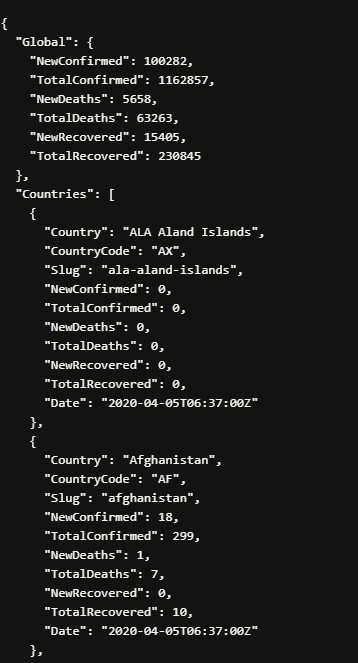 {
  "Global": {
    "NewConfirmed": 100282,
    "TotalConfirmed": 1162857,
    "NewDeaths": 5658,
    "TotalDeaths": 63263,
    "NewRecovered": 15405,
    "TotalRecovered": 230845
  },
  "Countries": [
    {
      "Country": "ALA Aland Islands",
      "CountryCode": "AX",
      "Slug": "ala-aland-islands",
      "NewConfirmed": 0,
      "TotalConfirmed": 0,
      "NewDeaths": 0,
      "TotalDeaths": 0,
      "NewRecovered": 0,
      "TotalRecovered": 0,
      "Date": "2020-04-05T06:37:00Z"
    },
    {
      "Country": "Afghanistan",
      "CountryCode": "AF",
      "Slug": "afghanistan",
      "NewConfirmed": 18,
      "TotalConfirmed": 299,
      "NewDeaths": 1,
      "TotalDeaths": 7,
      "NewRecovered": 0,
      "TotalRecovered": 10,
      "Date": "2020-04-05T06:37:00Z"
    },